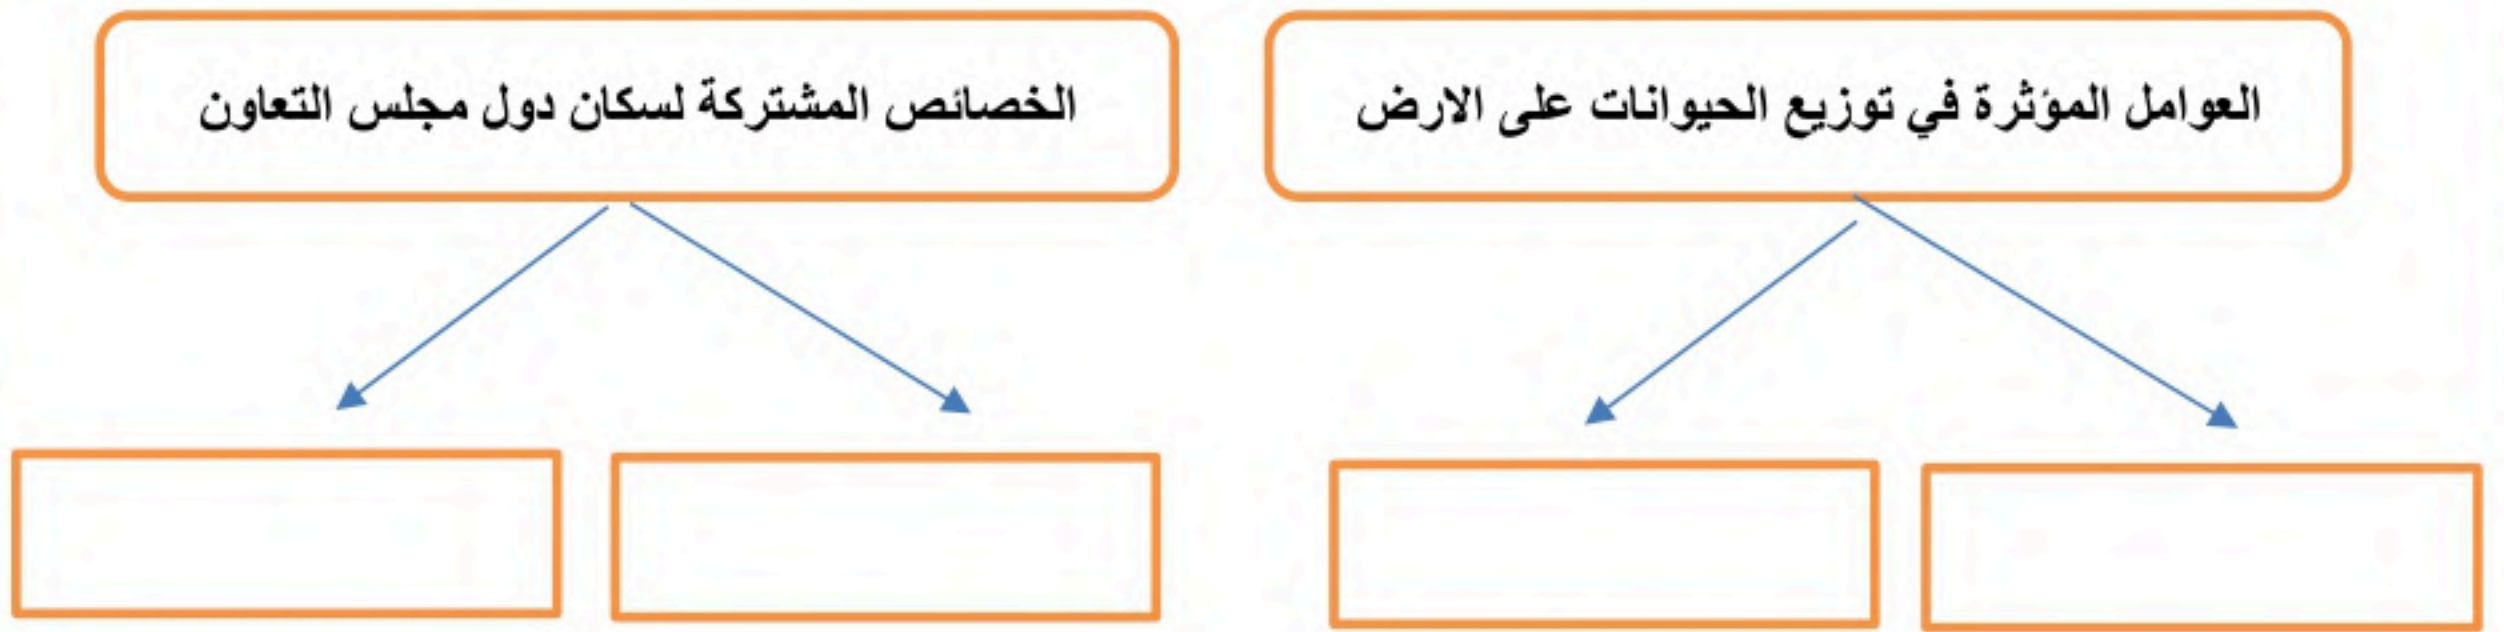 العوامل المؤثرة في توزيع الحيوانات على الارض
الخصائص المشتركة لسكان دول مجلس التعاون